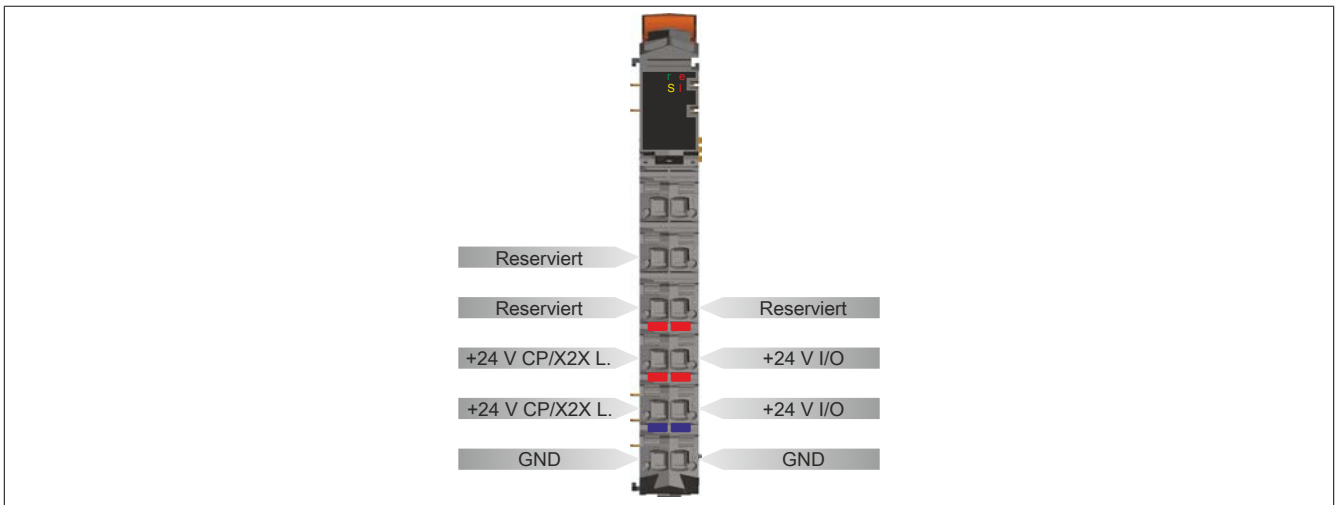 r e
S l
Reserviert
Reserviert Reserviert
+24 V CP/X2X L. +24 V I/O
+24 V CP/X2X L. +24 V I/O
GND GND